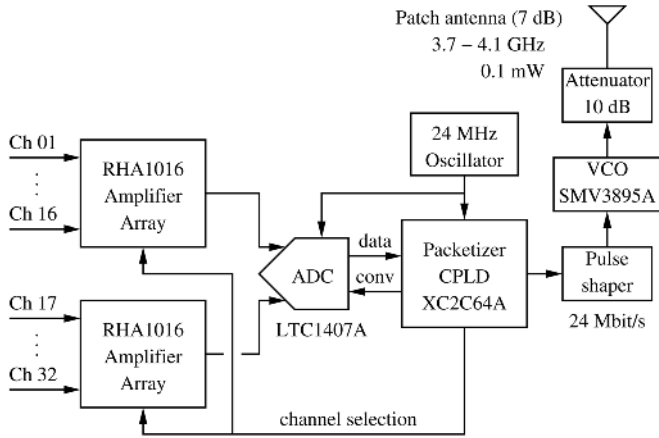 Patch antenna (7 dB)
3.7 – 4.1 GHz
0.1 mW
Attenuator
10 dB
24 MHz
Oscillator
VCO
SMV3895A
Ch 01
Ch 16
RHA1016
Amplifier
Array
ADC
LTC1407A
data
conv
Packetizer
CPLD
XC2C64A
Pulse
shaper
24 Mbit/s
Ch 17
Ch 32
RHA1016
Amplifier
Array
channel selection